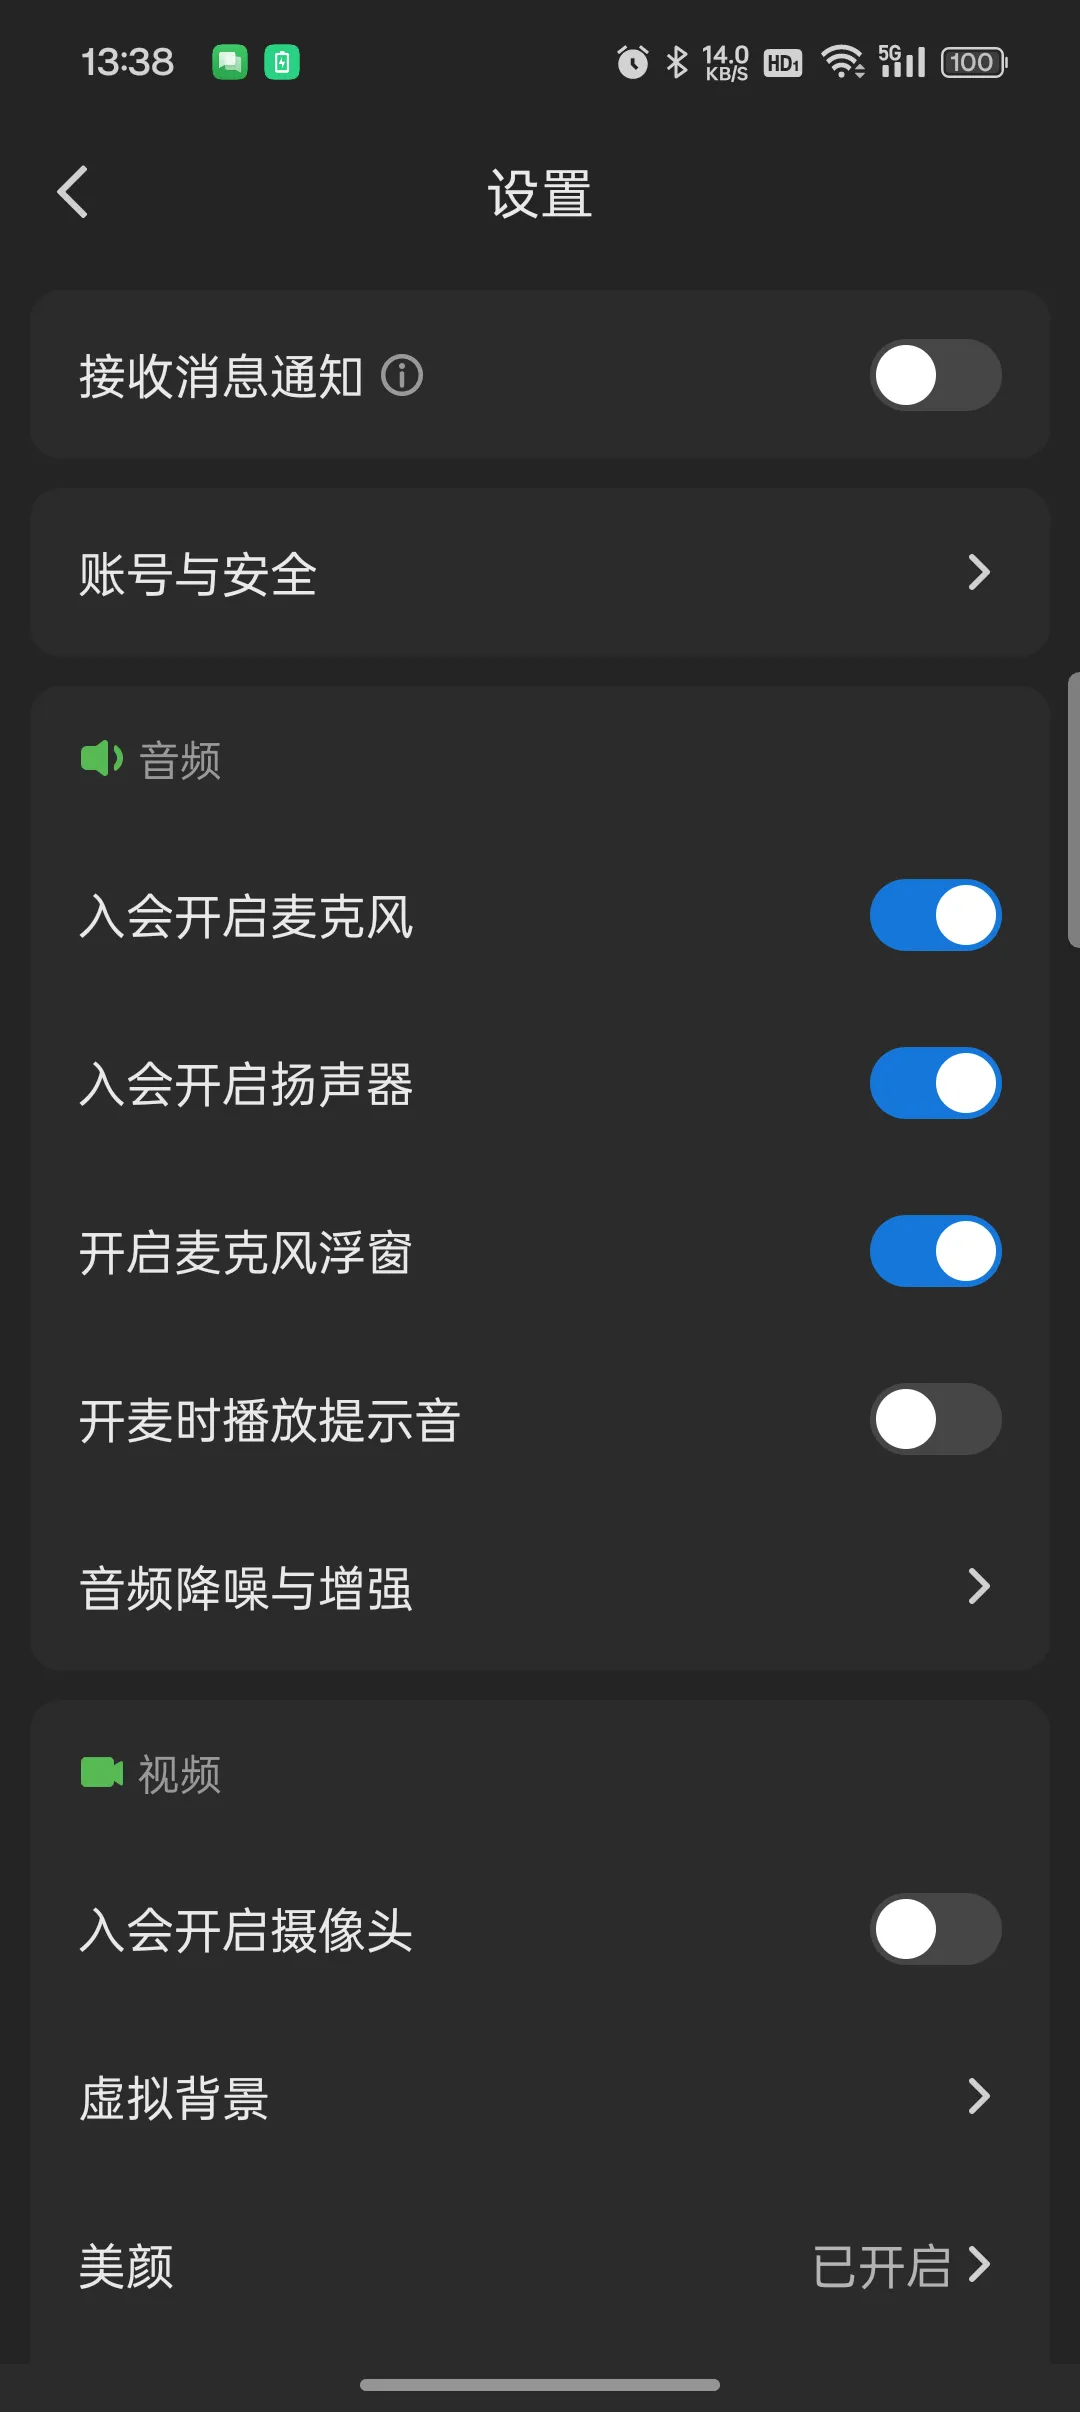 13:38 14.0 KB/S HD1 5G 100
设置
接收消息通知
账号与安全
音频
入会开启麦克风
入会开启扬声器
开启麦克风浮窗
开麦时播放提示音
音频降噪与增强
视频
入会开启摄像头
虚拟背景
美颜 已开启